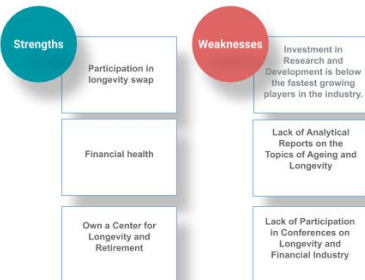 Strengths
Participation in
longevity swap
Financial health
Own a Center for
Longevity and
Retirement
Weaknesses
Investment in
Research and
Development is below
the fastest growing
players in the industry.
Lack of Analytical
Reports on the
Topics of Ageing and
Longevity
Lack of Participation
in Conferences on
Longevity and
Financial Industry